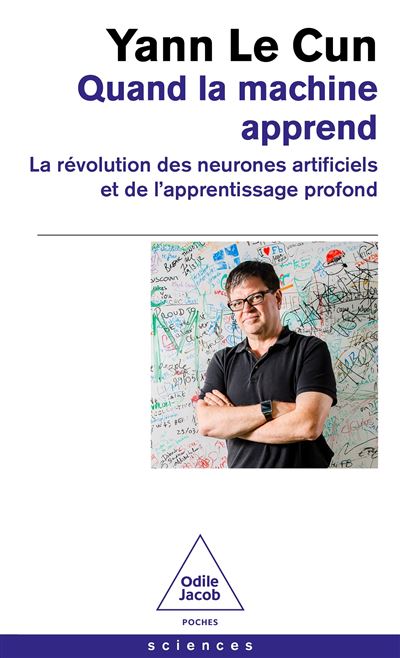 Yann Le Cun
Quand la machine
apprend
La révolution des neurones artificiels
et de l'apprentissage profond
Odile
Jacob
POCHES
sciences